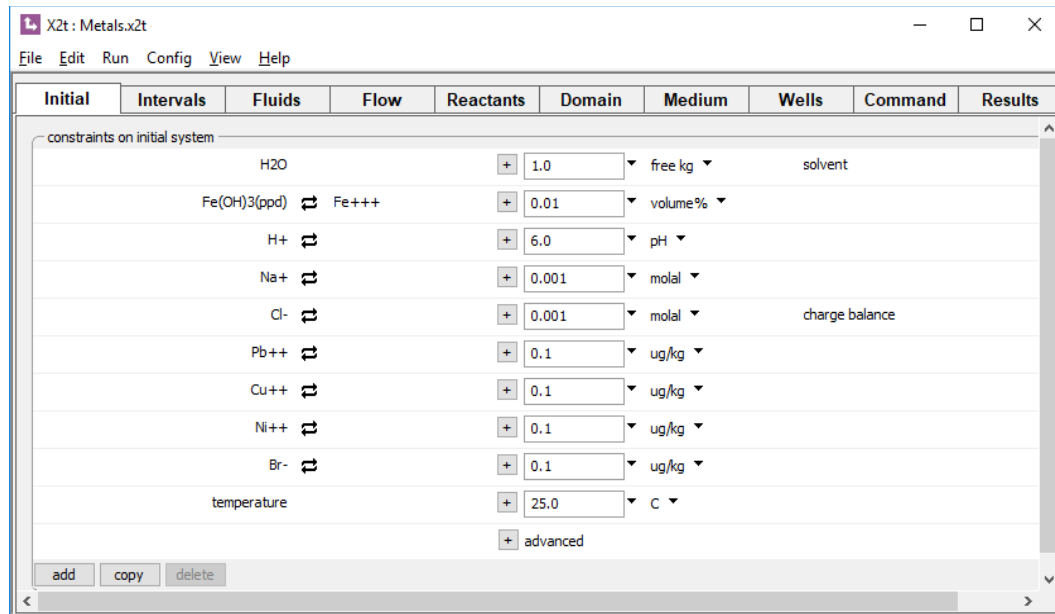 X2t : Metals.x2t
File Edit Run Config View Help
Initial Intervals Fluids Flow Reactants Domain Medium Wells Command Results
constraints on initial system
H2O + 1.0 free kg solvent
Fe(OH)3(ppd) Fe+++ + 0.01 volume%
H+ + 6.0 pH
Na+ + 0.001 molal
Cl- + 0.001 molal charge balance
Pb++ + 0.1 ug/kg
Cu++ + 0.1 ug/kg
Ni++ + 0.1 ug/kg
Br- + 0.1 ug/kg
temperature + 25.0 C
+ advanced
add copy delete